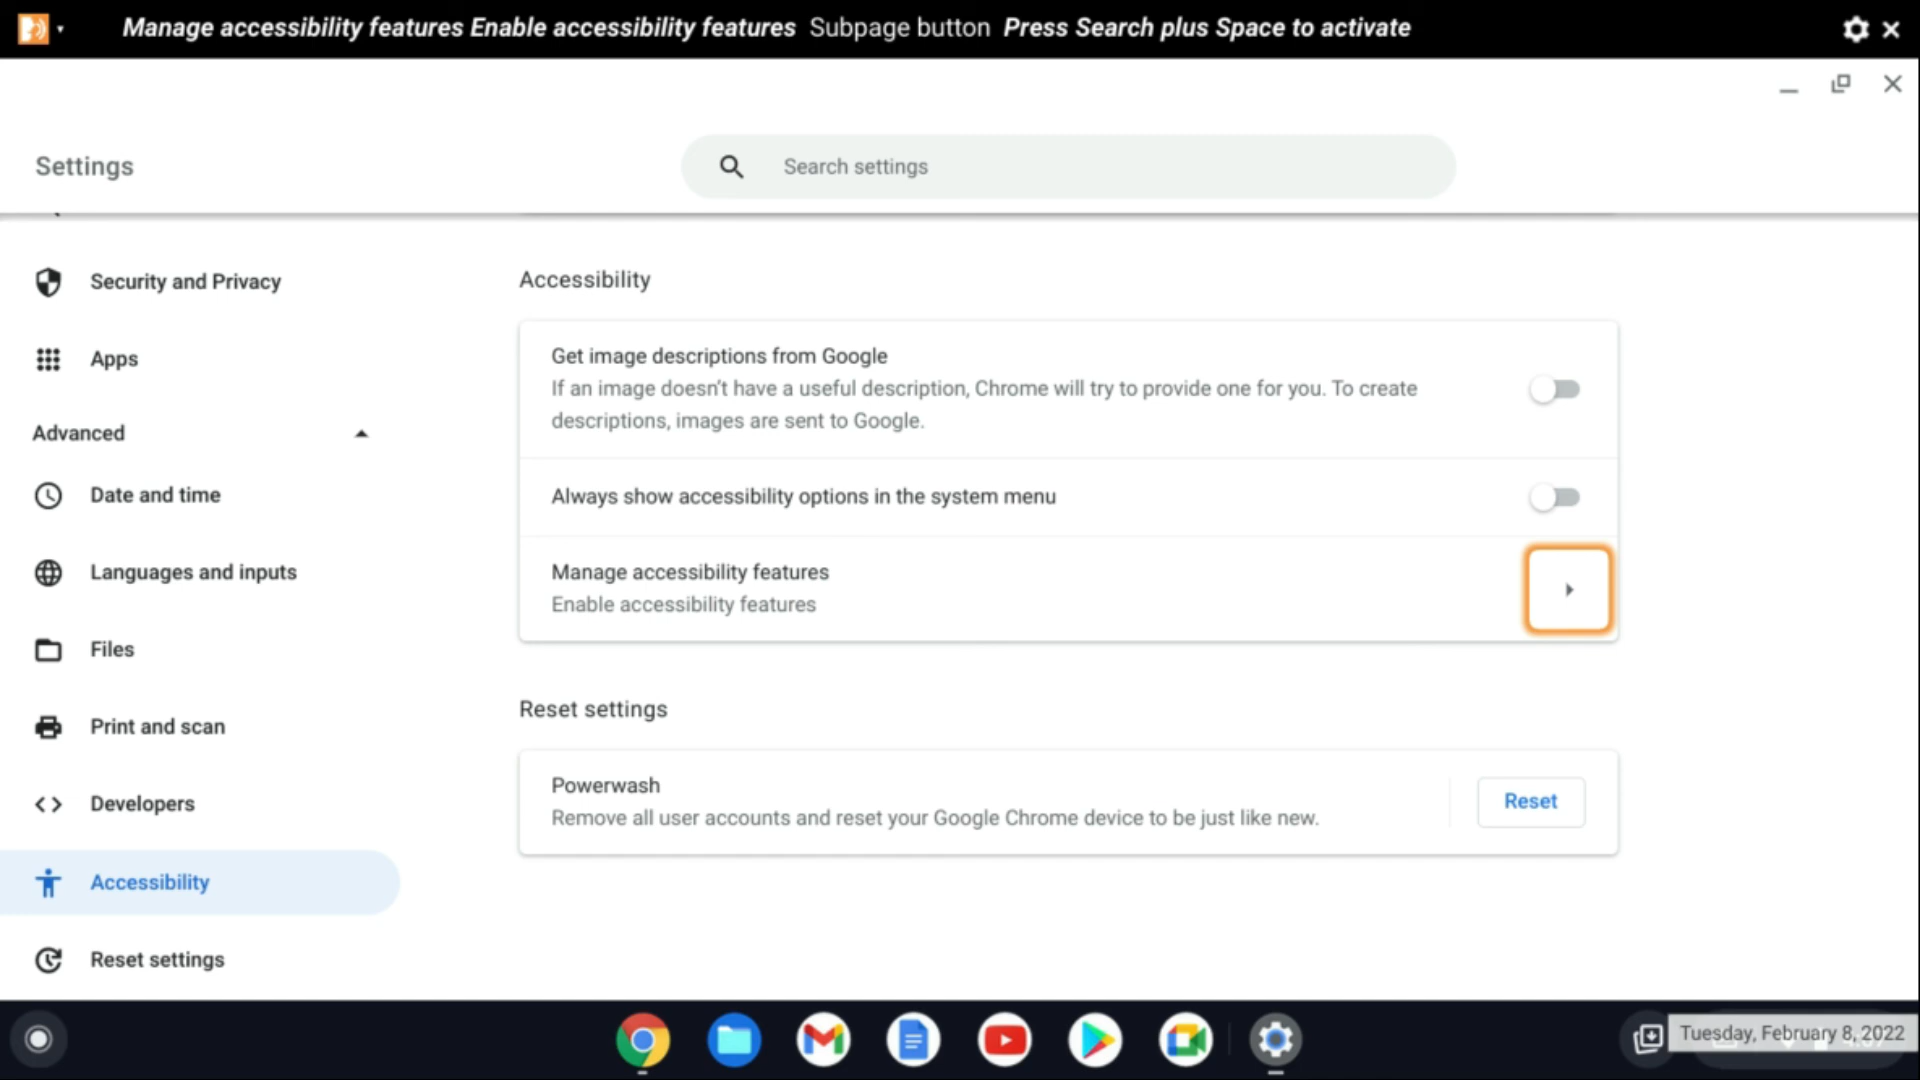 Manage accessibility features Enable accessibility features Subpage button Press Search plus Space to activate
Settings
Search settings
Security and Privacy
Apps
Advanced
Date and time
Languages and inputs
Files
Print and scan
Developers
Accessibility
Reset settings
Accessibility
Get image descriptions from Google
If an image doesn't have a useful description, Chrome will try to provide one for you. To create
descriptions, images are sent to Google.
Always show accessibility options in the system menu
Manage accessibility features
Enable accessibility features
Reset settings
Powerwash
Remove all user accounts and reset your Google Chrome device to be just like new.
Reset
Tuesday, February 8, 2022